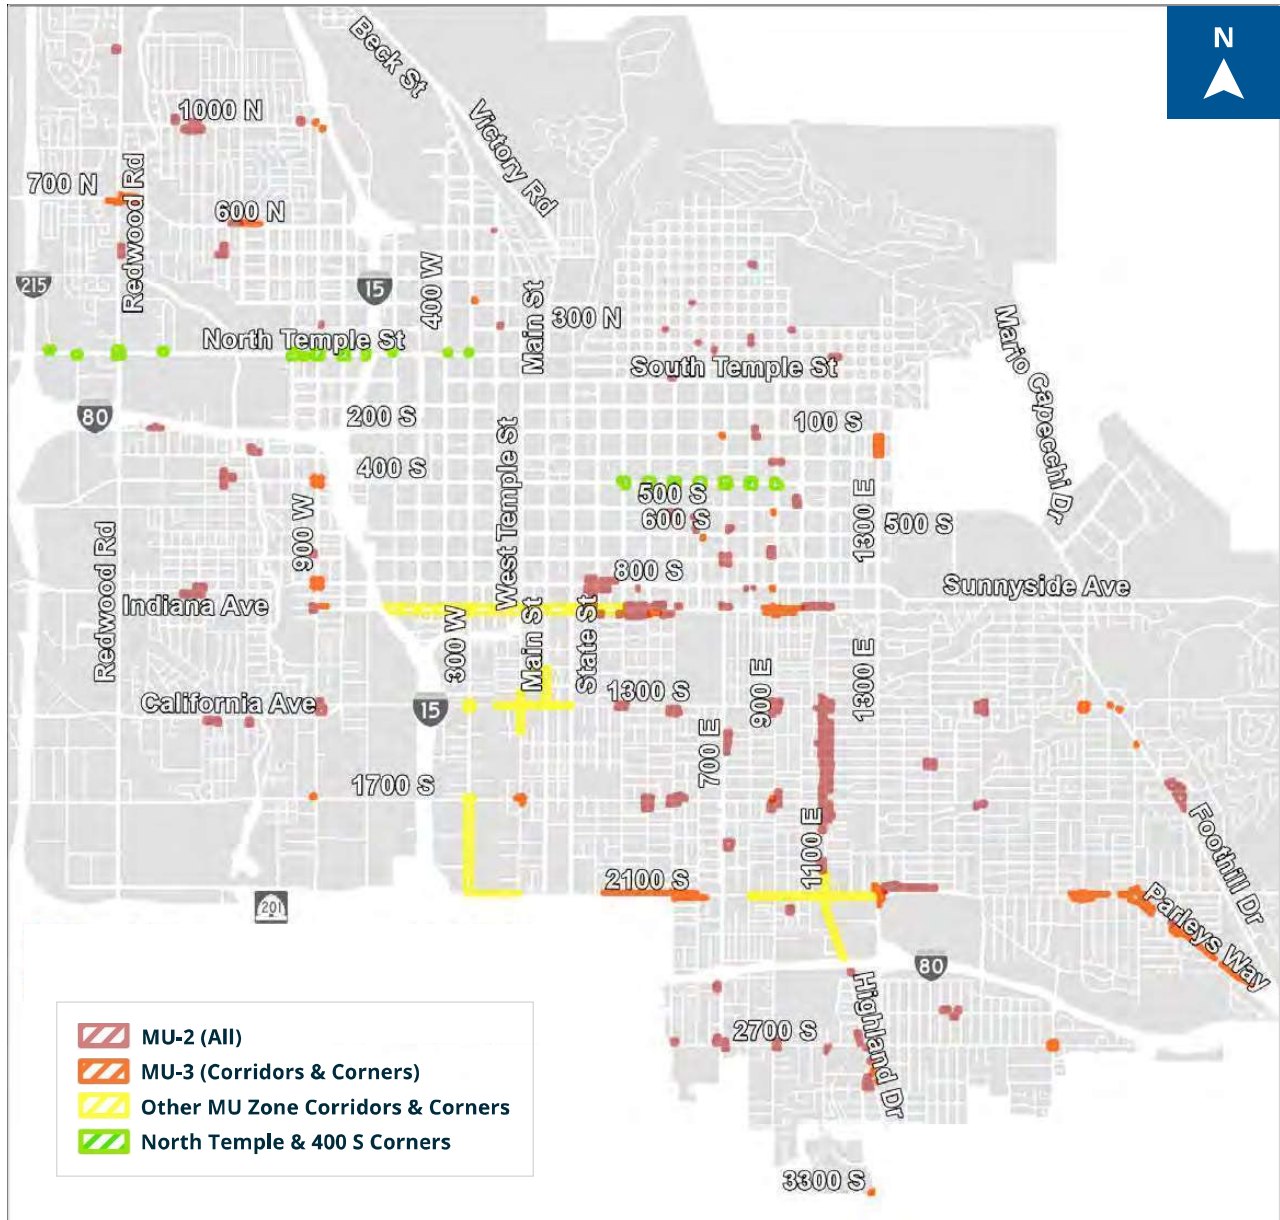 N
Beck St
Victory Rd
1000 N
700 N
Redwood Rd
600 N
215
15
400 W
Main St
300 N
North Temple St
South Temple St
Mario Capecchi Dr
80
200 S
100 S
West Temple St
400 S
500 S
600 S
1300 E
500 S
900 W
Redwood Rd
800 S
Sunnyside Ave
Indiana Ave
300 W
Main St
State St
900 E
1300 E
1300 S
California Ave
15
700 E
1700 S
1100 E
Foothill Dr
2100 S
201
Parleys Way
80
Highland Dr
2700 S
3300 S
MU-2 (All)
MU-3 (Corridors & Corners)
Other MU Zone Corridors & Corners
North Temple & 400 S Corners